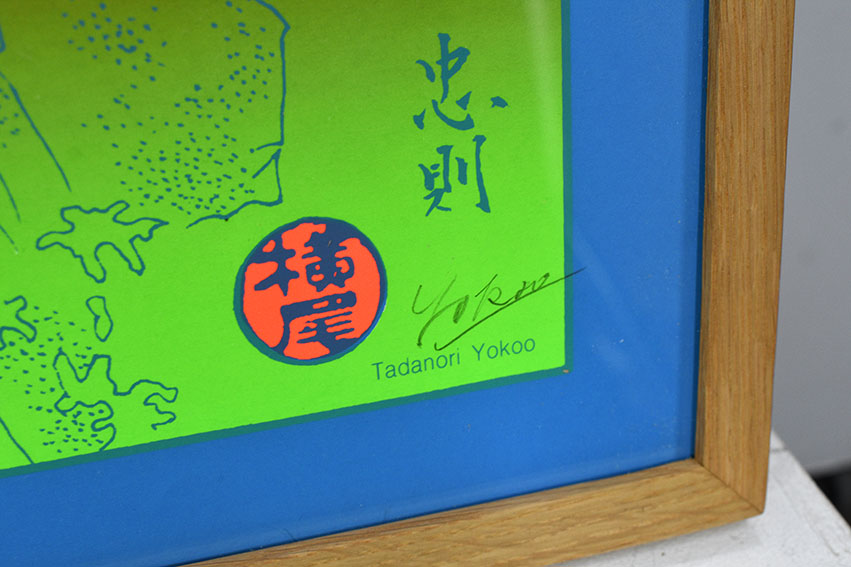 忠則
横尾
Yokoo
Tadanori Yokoo